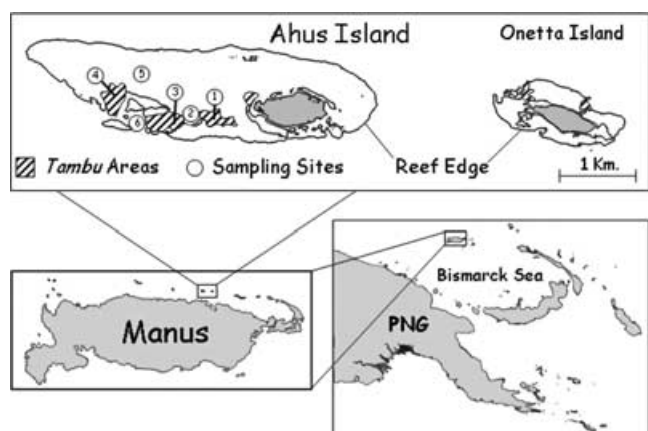 Ahus Island
Onetta Island
4
5
3
1
2
6
Tambu Areas
Sampling Sites
Reef Edge
1 Km.
Manus
Bismarck Sea
PNG